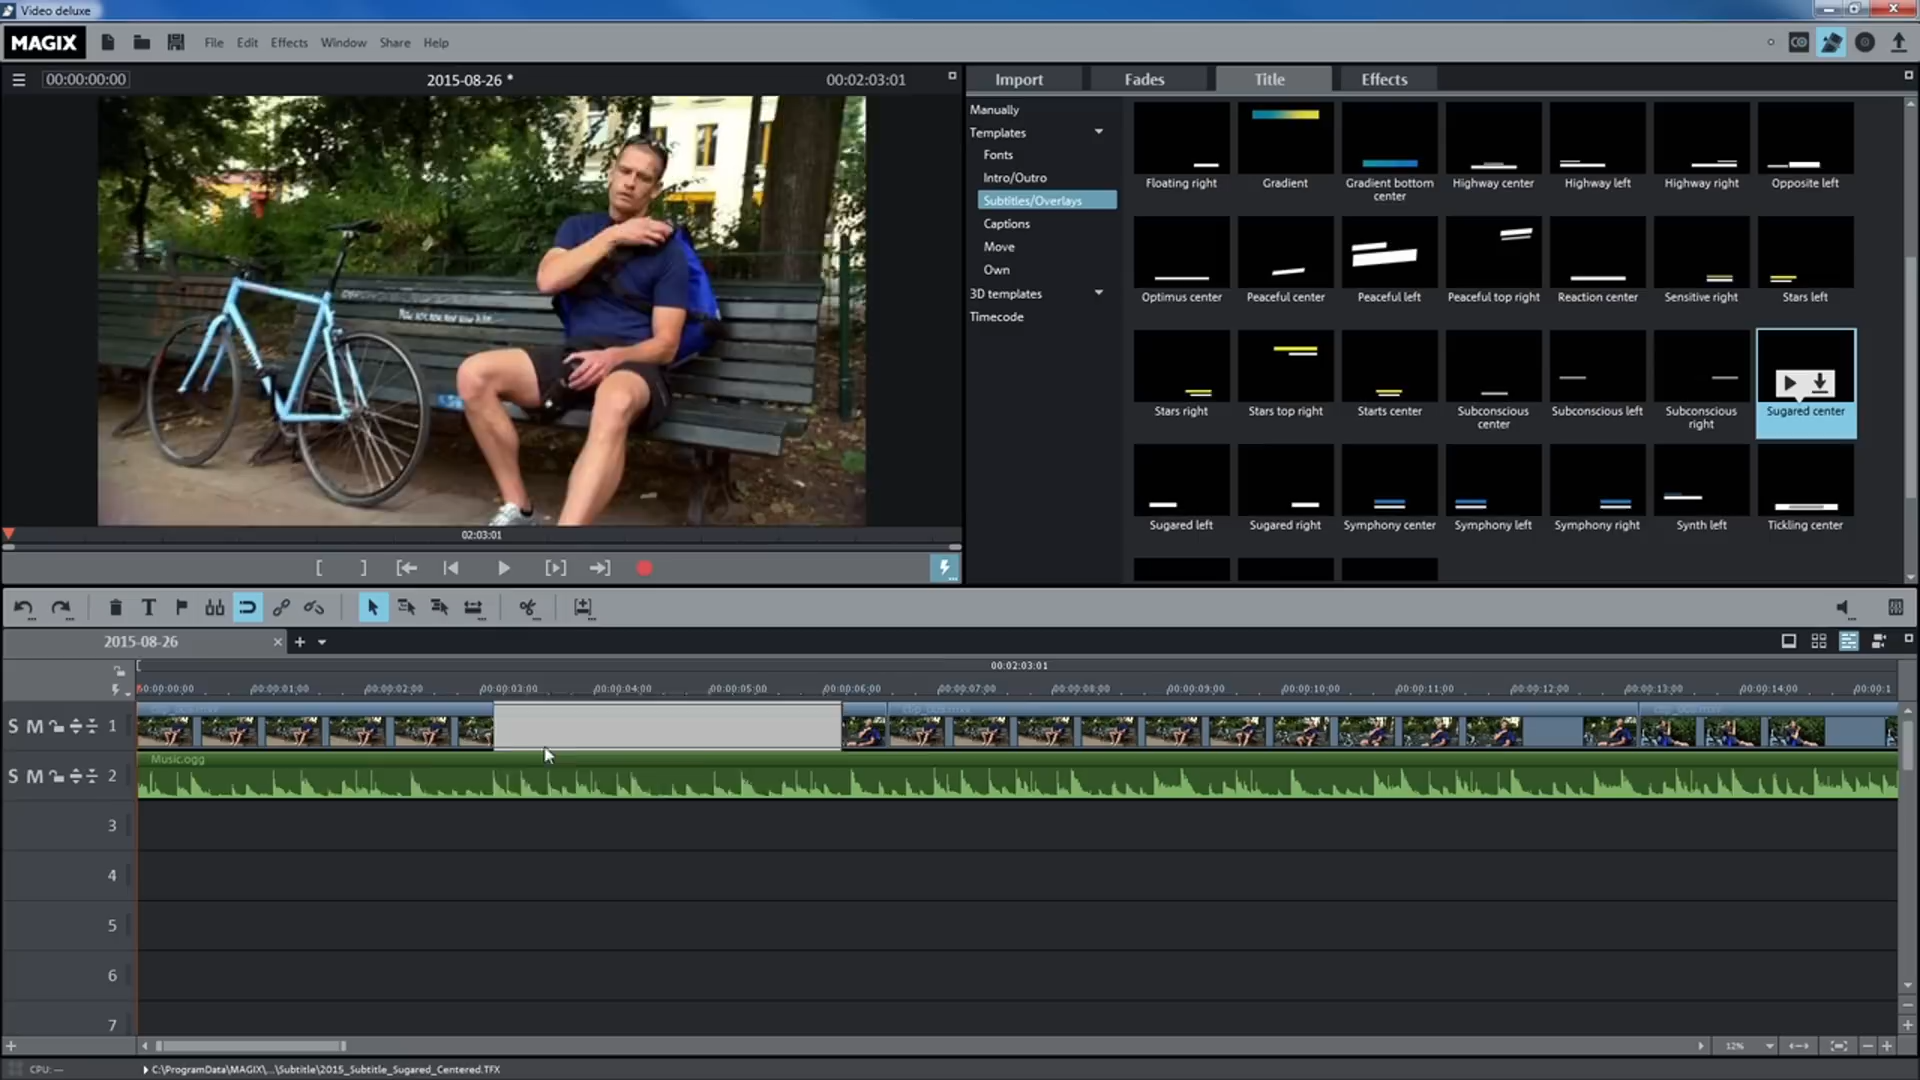 Video deluxe
MAGIX File Edit Effects Window Share Help
00:00:00:00 2015-08-26 * 00:02:03:01
Import Fades Title Effects
Manually
Templates
Fonts
Intro/Outro
Subtitles/Overlays
Captions
Move
Own
3D templates
Timecode
Floating right Gradient Gradient bottom center Highway center Highway left Highway right Opposite left
Optimus center Peaceful center Peaceful left Peaceful top right Reaction center Sensitive right Stars left
Stars right Stars top right Starts center Subconscious center Subconscious left Subconscious right Sugared center
Sugared left Sugared right Symphony center Symphony left Symphony right Synth left Tickling center
02:03:01
2015-08-26
00:02:03:01
00:00:00:00 00:00:01:00 00:00:02:00 00:00:03:00 00:00:04:00 00:00:05:00 00:00:06:00 00:00:07:00 00:00:08:00 00:00:09:00 00:00:10:00 00:00:11:00 00:00:12:00 00:00:13:00 00:00:14:00 00:00:1
S M 1
Music.ogg
S M 2
3
4
5
6
7
12%
CPU: — C:\ProgramData\MAGIX\...\Subtitle\2015_Subtitle_Sugared_Centered.TFX